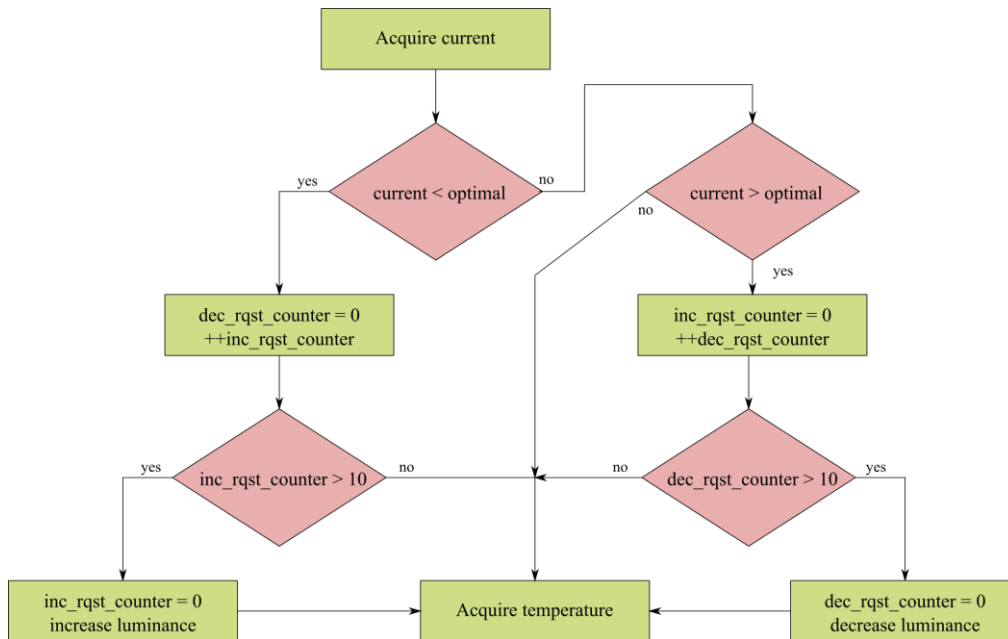 Acquire current
current < optimal
yes
no
current > optimal
no
yes
dec_rqst_counter = 0
++inc_rqst_counter
inc_rqst_counter = 0
++dec_rqst_counter
yes
inc_rqst_counter > 10
no
no
dec_rqst_counter > 10
yes
inc_rqst_counter = 0
increase luminance
Acquire temperature
dec_rqst_counter = 0
decrease luminance